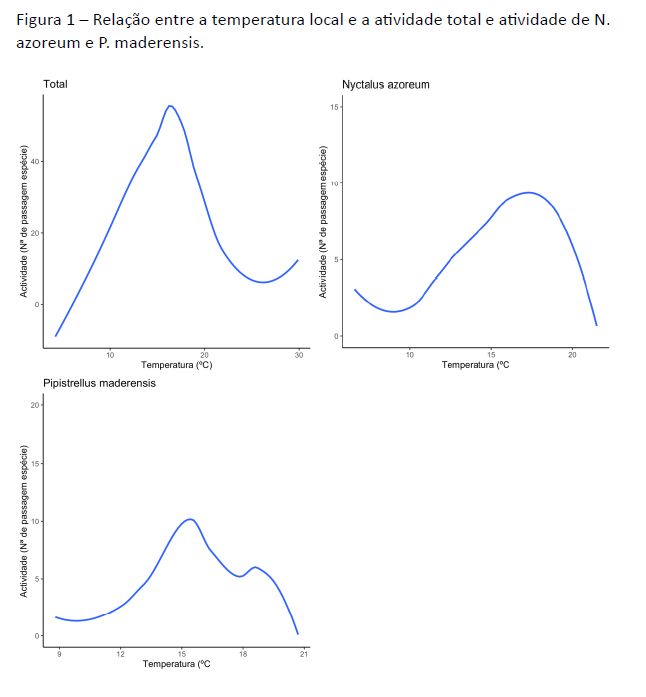 Figura 1 – Relação entre a temperatura local e a atividade total e atividade de N.
azoreum e P. maderensis.
Total
Actividade (Nª de passagem espécie)
40
20
0
10
20
30
Temperatura (ºC)
Nyctalus azoreum
Actividade (Nª de passagem espécie)
15
10
5
0
10
15
20
Temperatura (ºC
Pipistrellus maderensis
Actividade (Nª de passagem espécie)
20
15
10
5
0
9
12
15
18
21
Temperatura (ºC